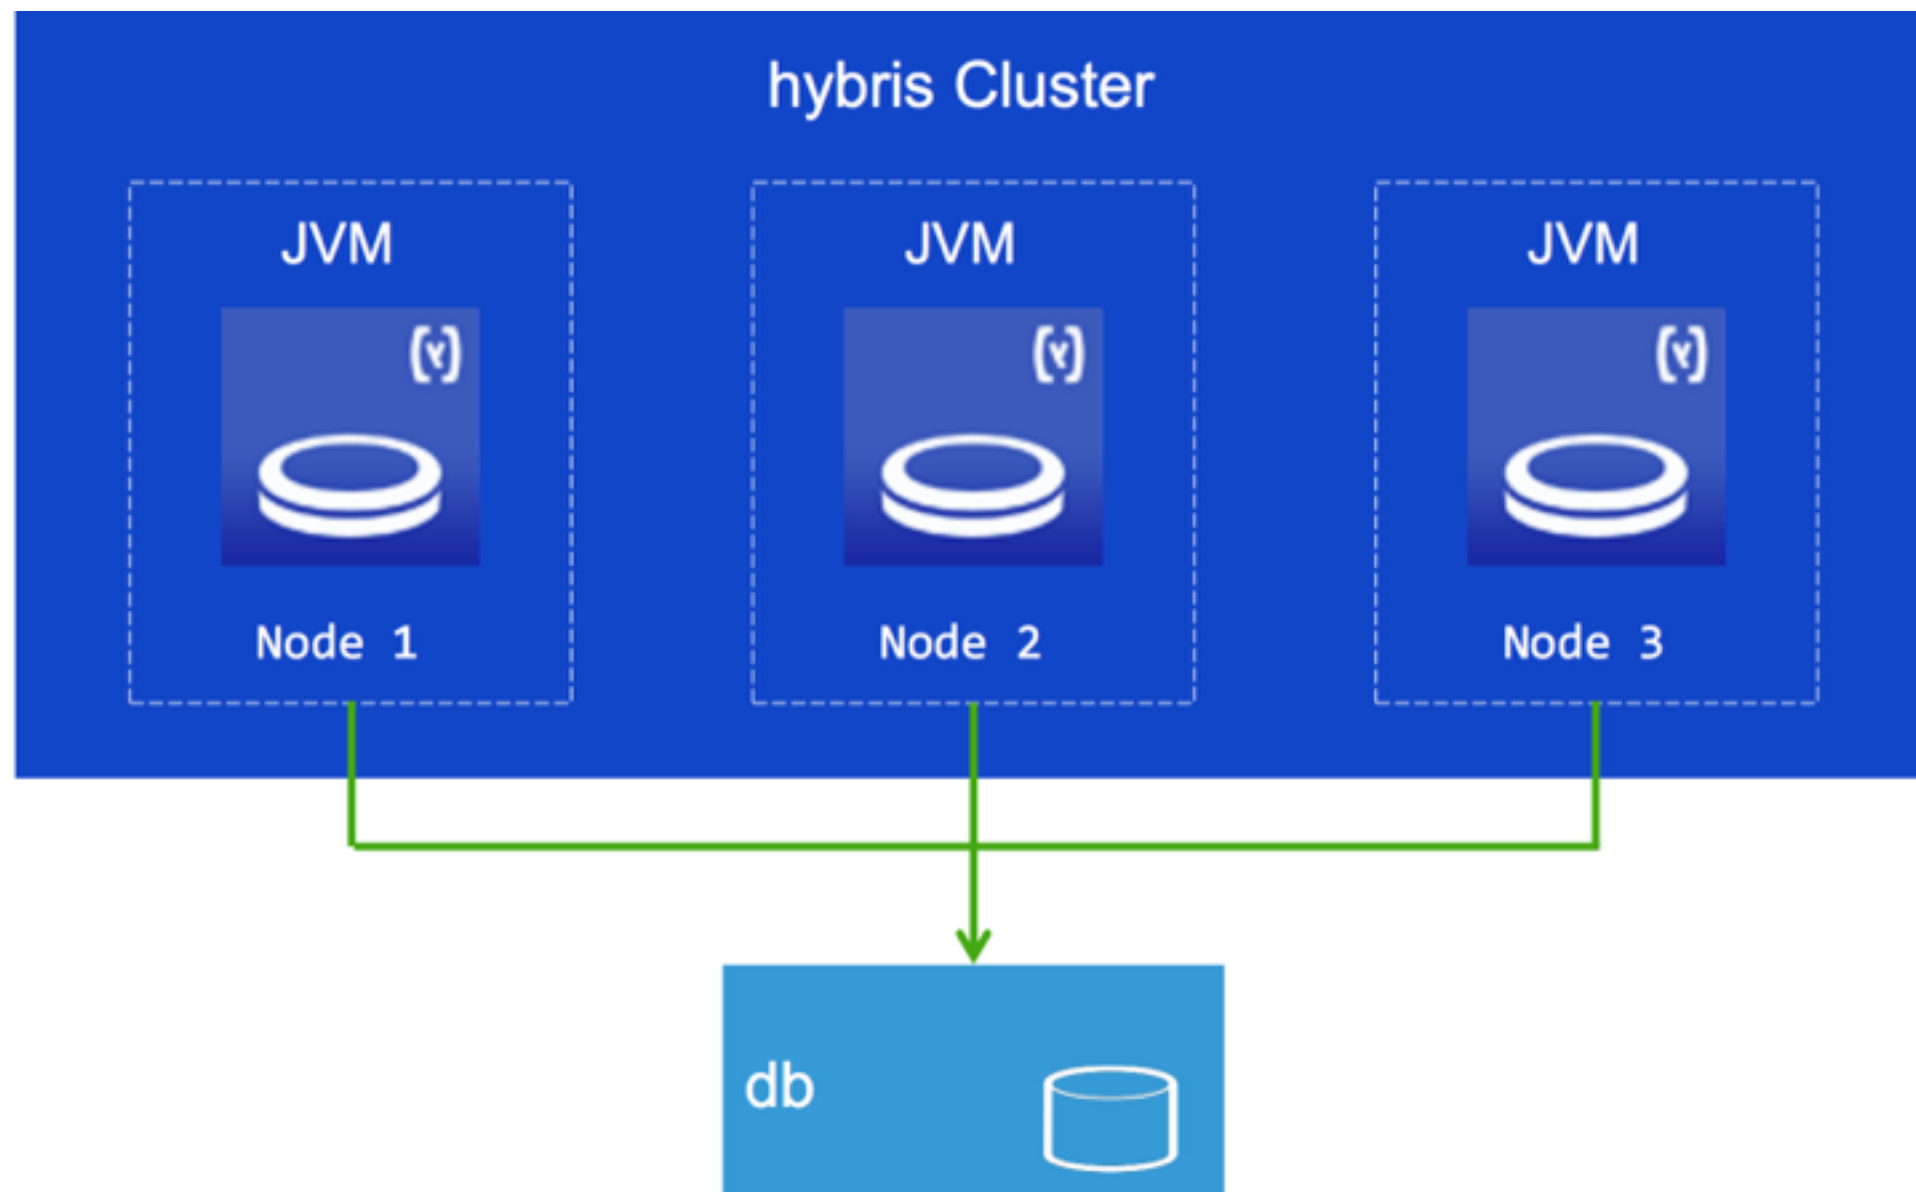 hybris Cluster
JVM
JVM
JVM
(y)
(y)
(y)
Node 1
Node 2
Node 3
db